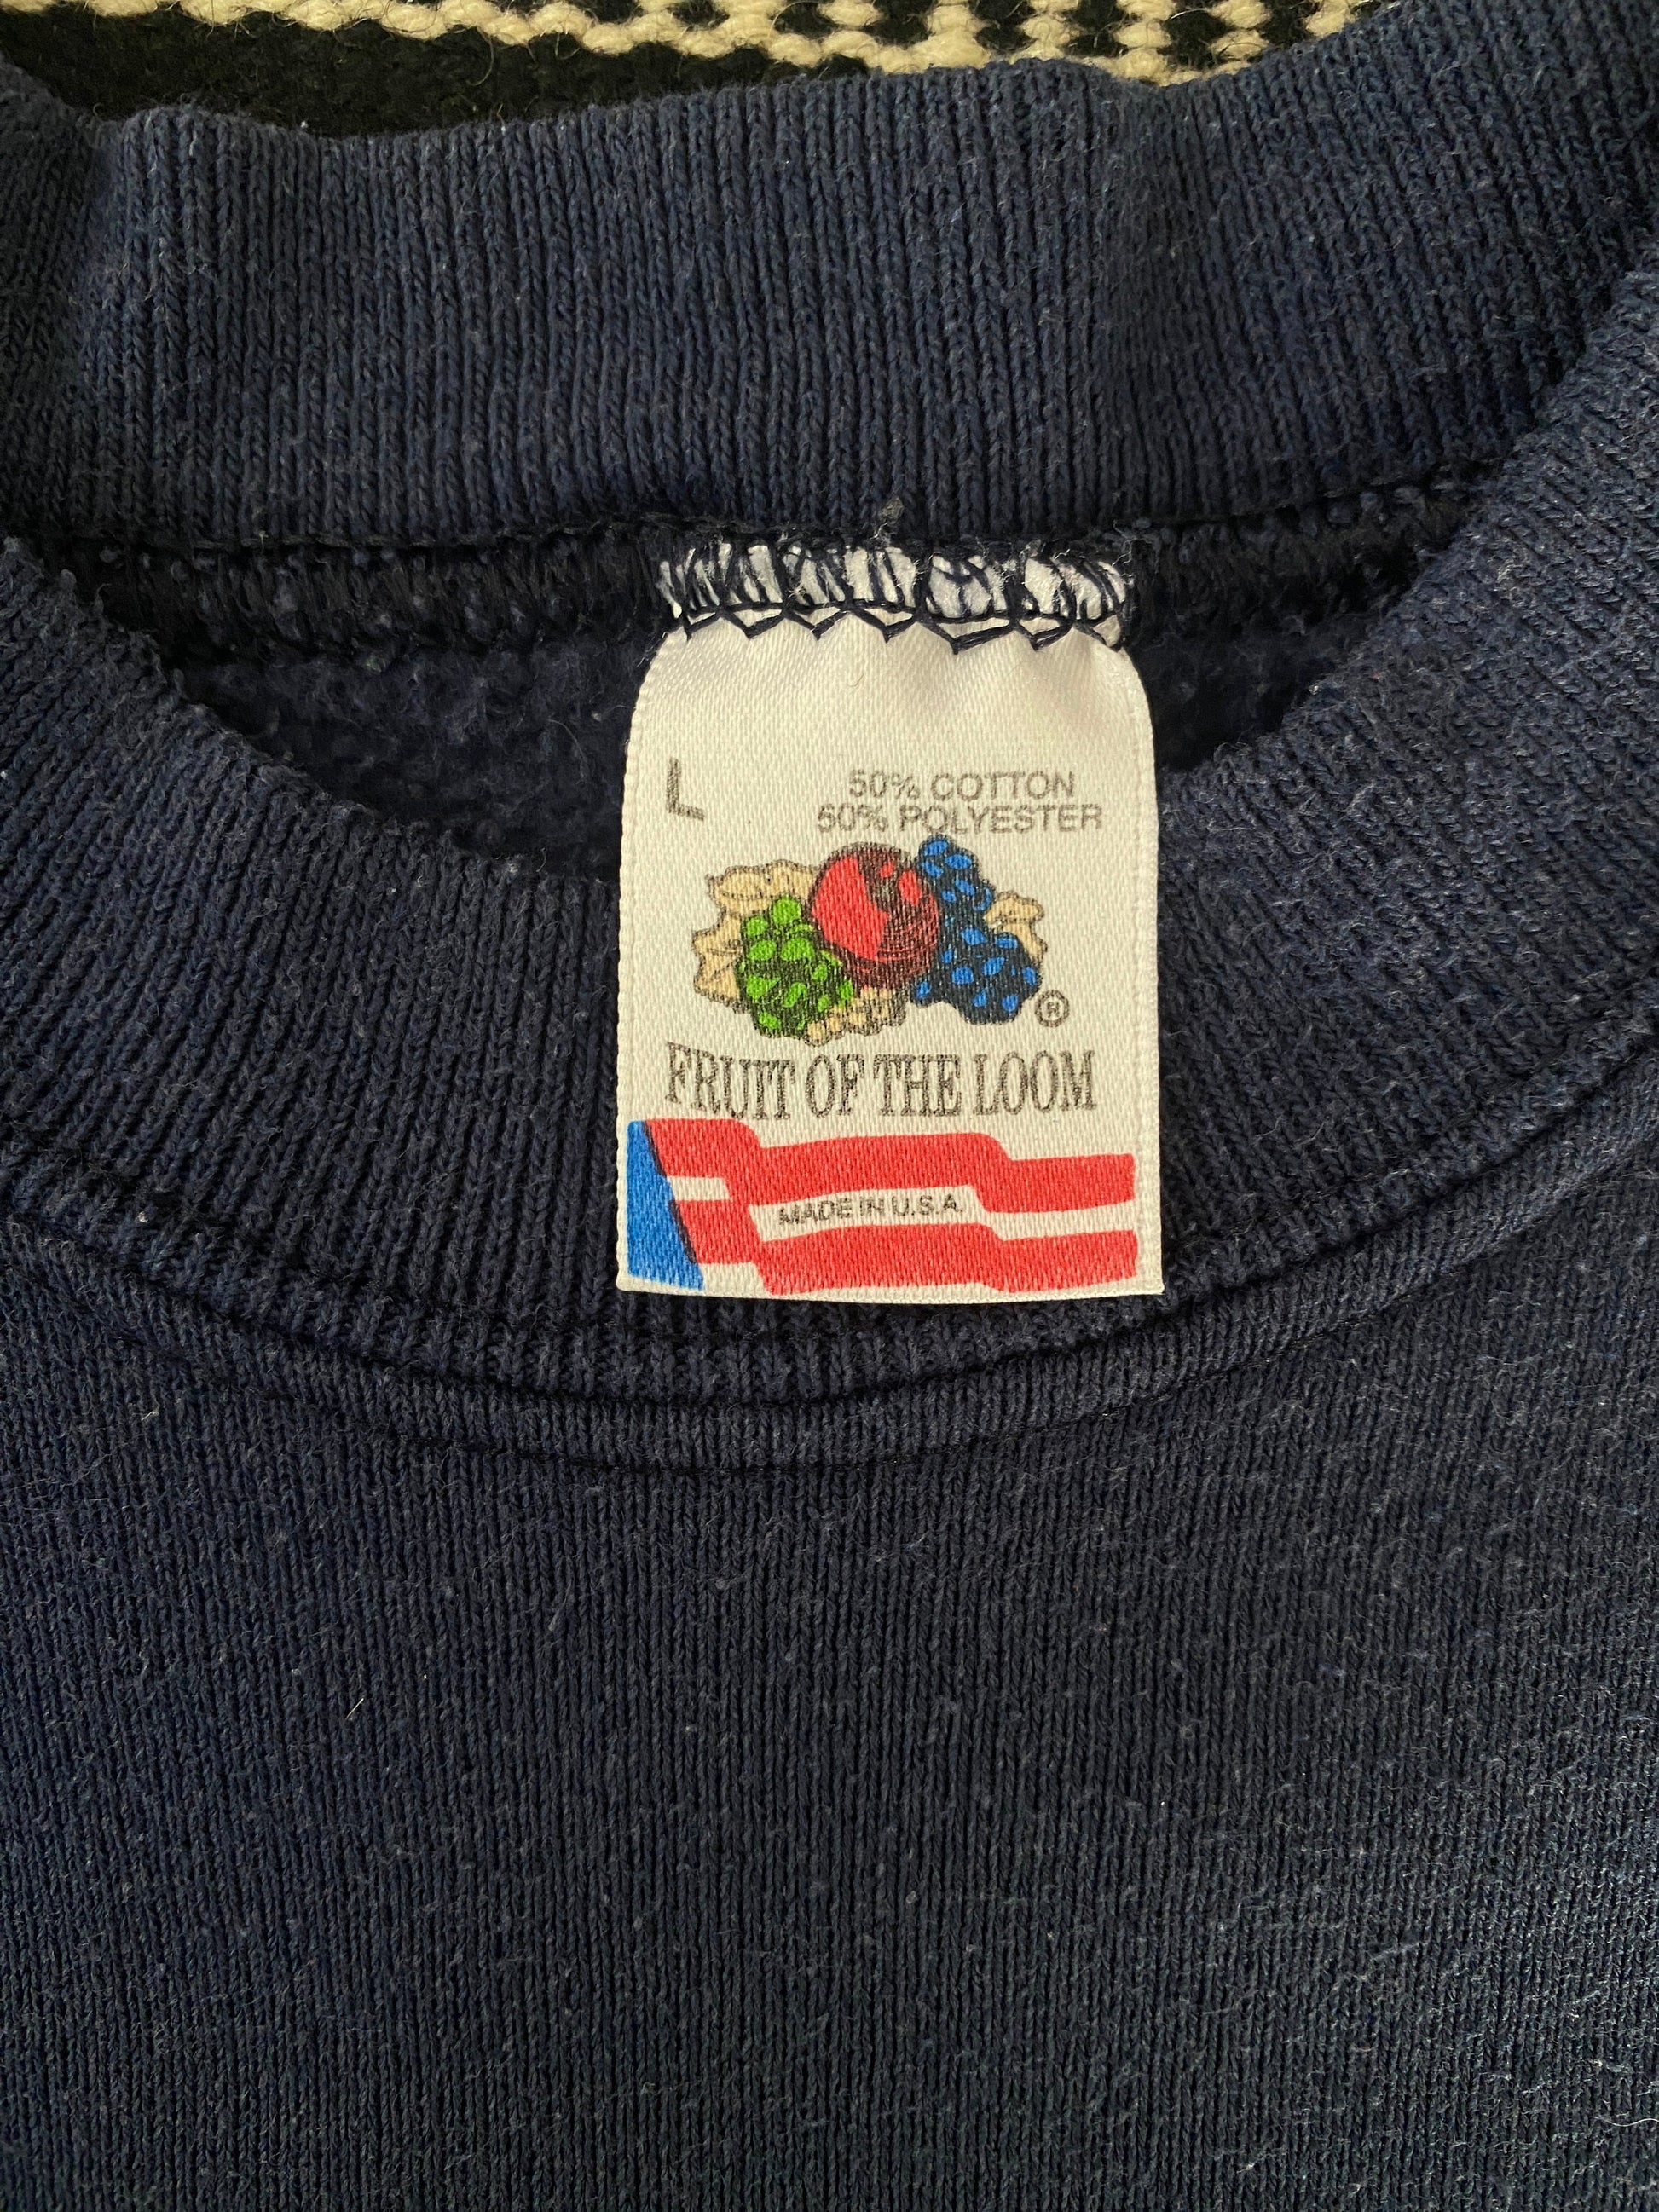 L
50% COTTON
50% POLYESTER
®
FRUIT OF THE LOOM
MADE IN U.S.A.